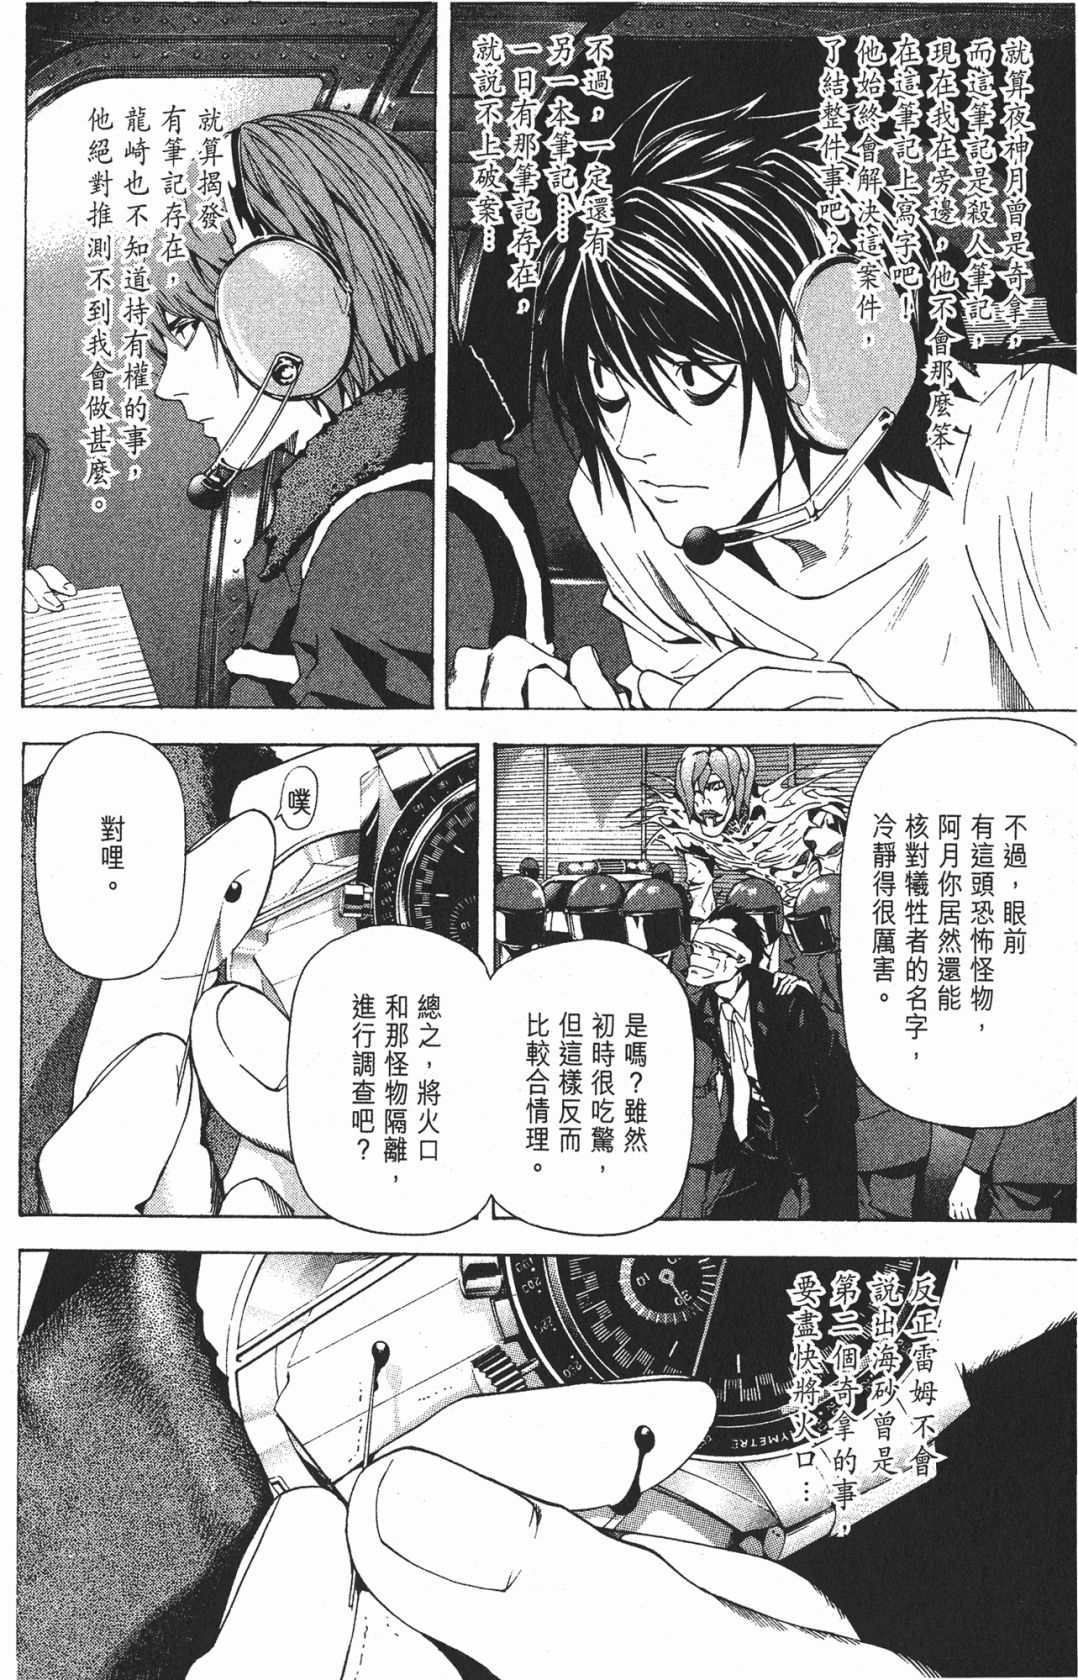 就算夜神月曾是奇拿，
而這筆記是殺人筆記，
現在我在旁邊，他不會那麼笨
在這筆記上寫字吧！
他始終會解決這案件，
了結整件事吧？
不過，一定還有
另一本筆記……
一日有那筆記存在，
就說不上破案…
就算揭發
有筆記存在，
龍崎也不知道持有權的事，
他絕對推測不到我會做甚麼。
不過，眼前
有這頭恐怖怪物，
阿月你居然還能
核對犧牲者的名字，
冷靜得很厲害。
是嗎？雖然
初時很吃驚，
但這樣反而
比較合情理。
總之，將火口
和那怪物隔離，
進行調查吧？
噗
對哩。
反正雷姆不會
說出海砂曾是
第二個奇拿的事，
要盡快將火口…